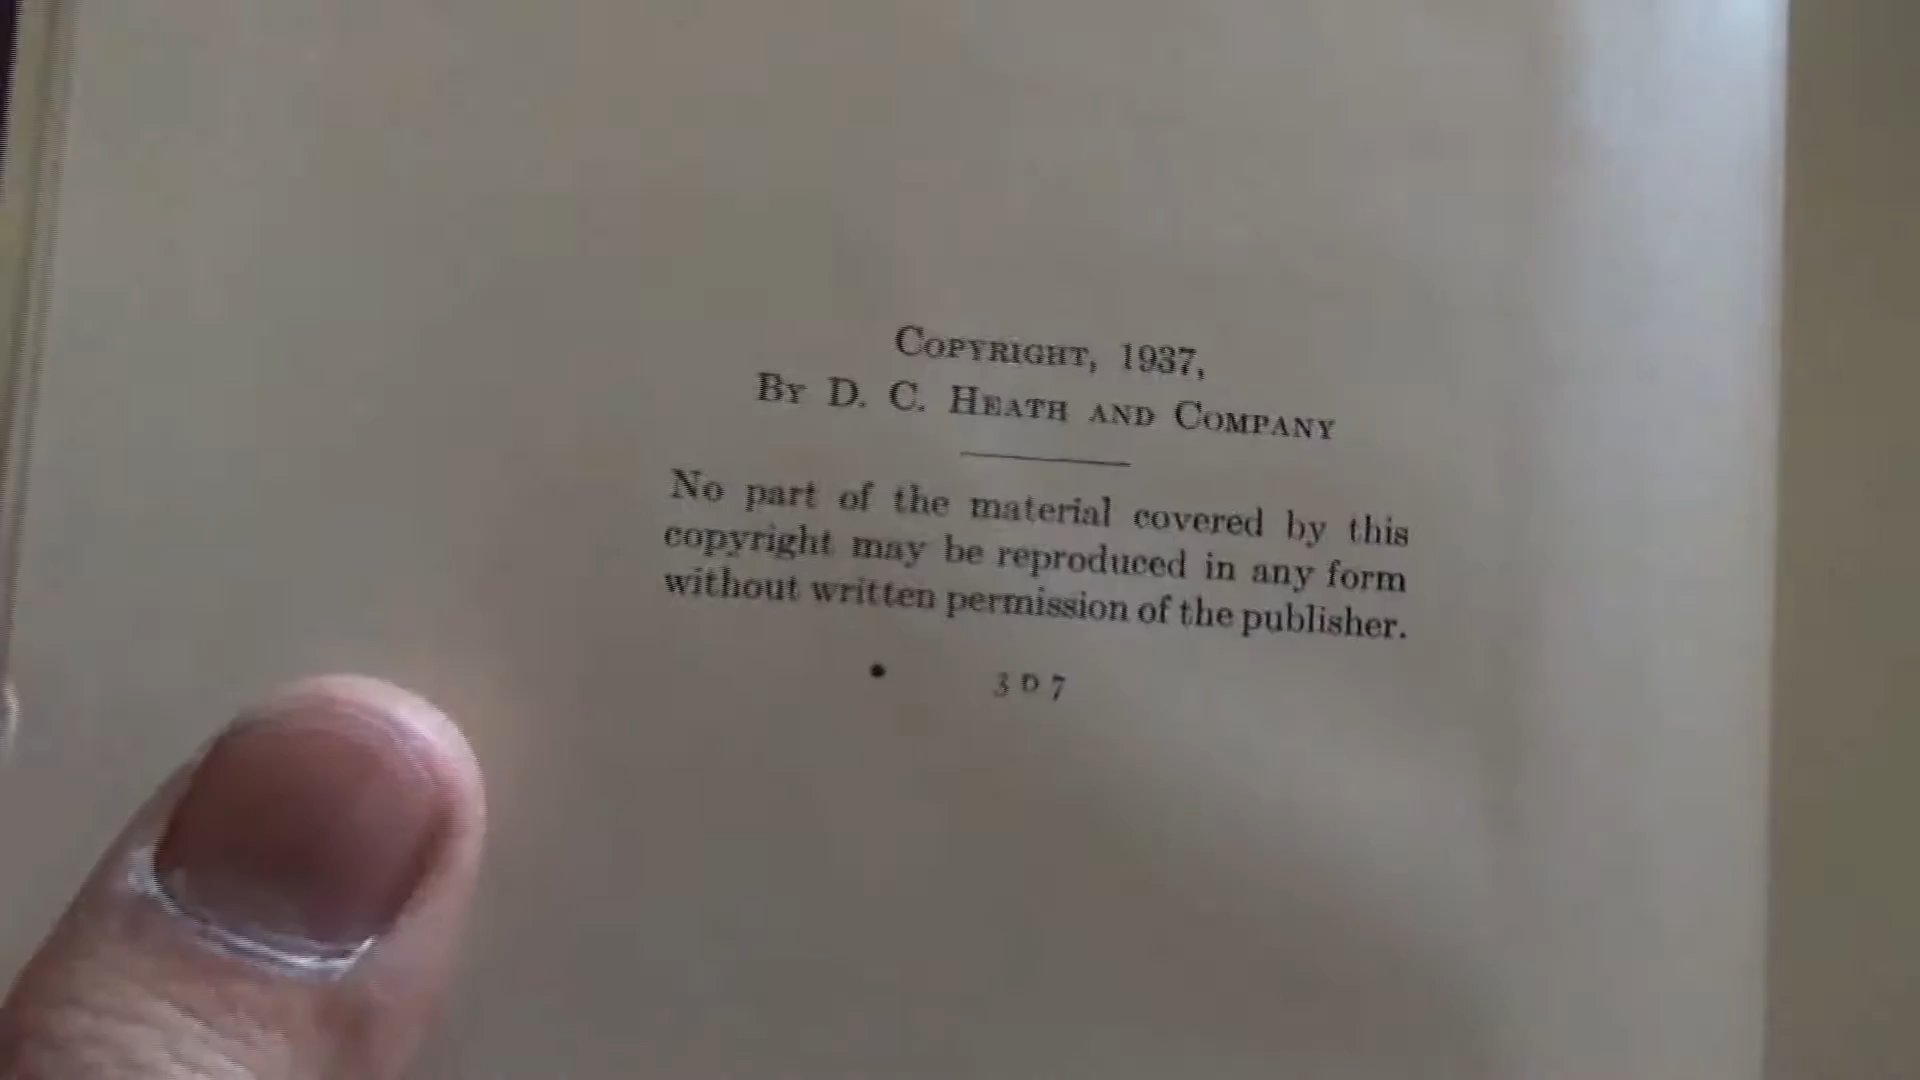 COPYRIGHT, 1937,
BY D. C. HEATH AND COMPANY
No part of the material covered by this
copyright may be reproduced in any form
without written permission of the publisher.
• 3 D 7